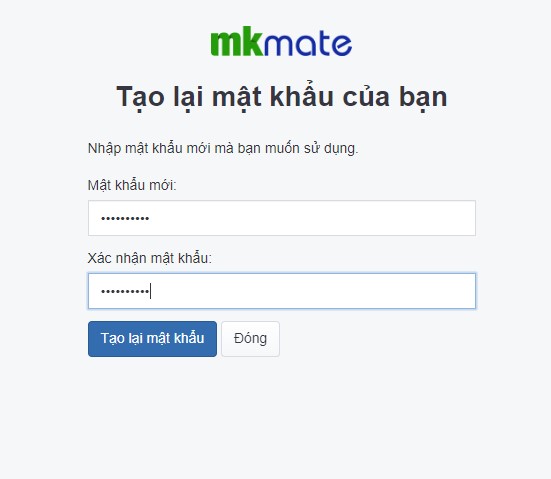 mkmate
Tạo lại mật khẩu của bạn
Nhập mật khẩu mới mà bạn muốn sử dụng.
Mật khẩu mới:
••••••••••
Xác nhận mật khẩu:
••••••••••
Tạo lại mật khẩu Đóng